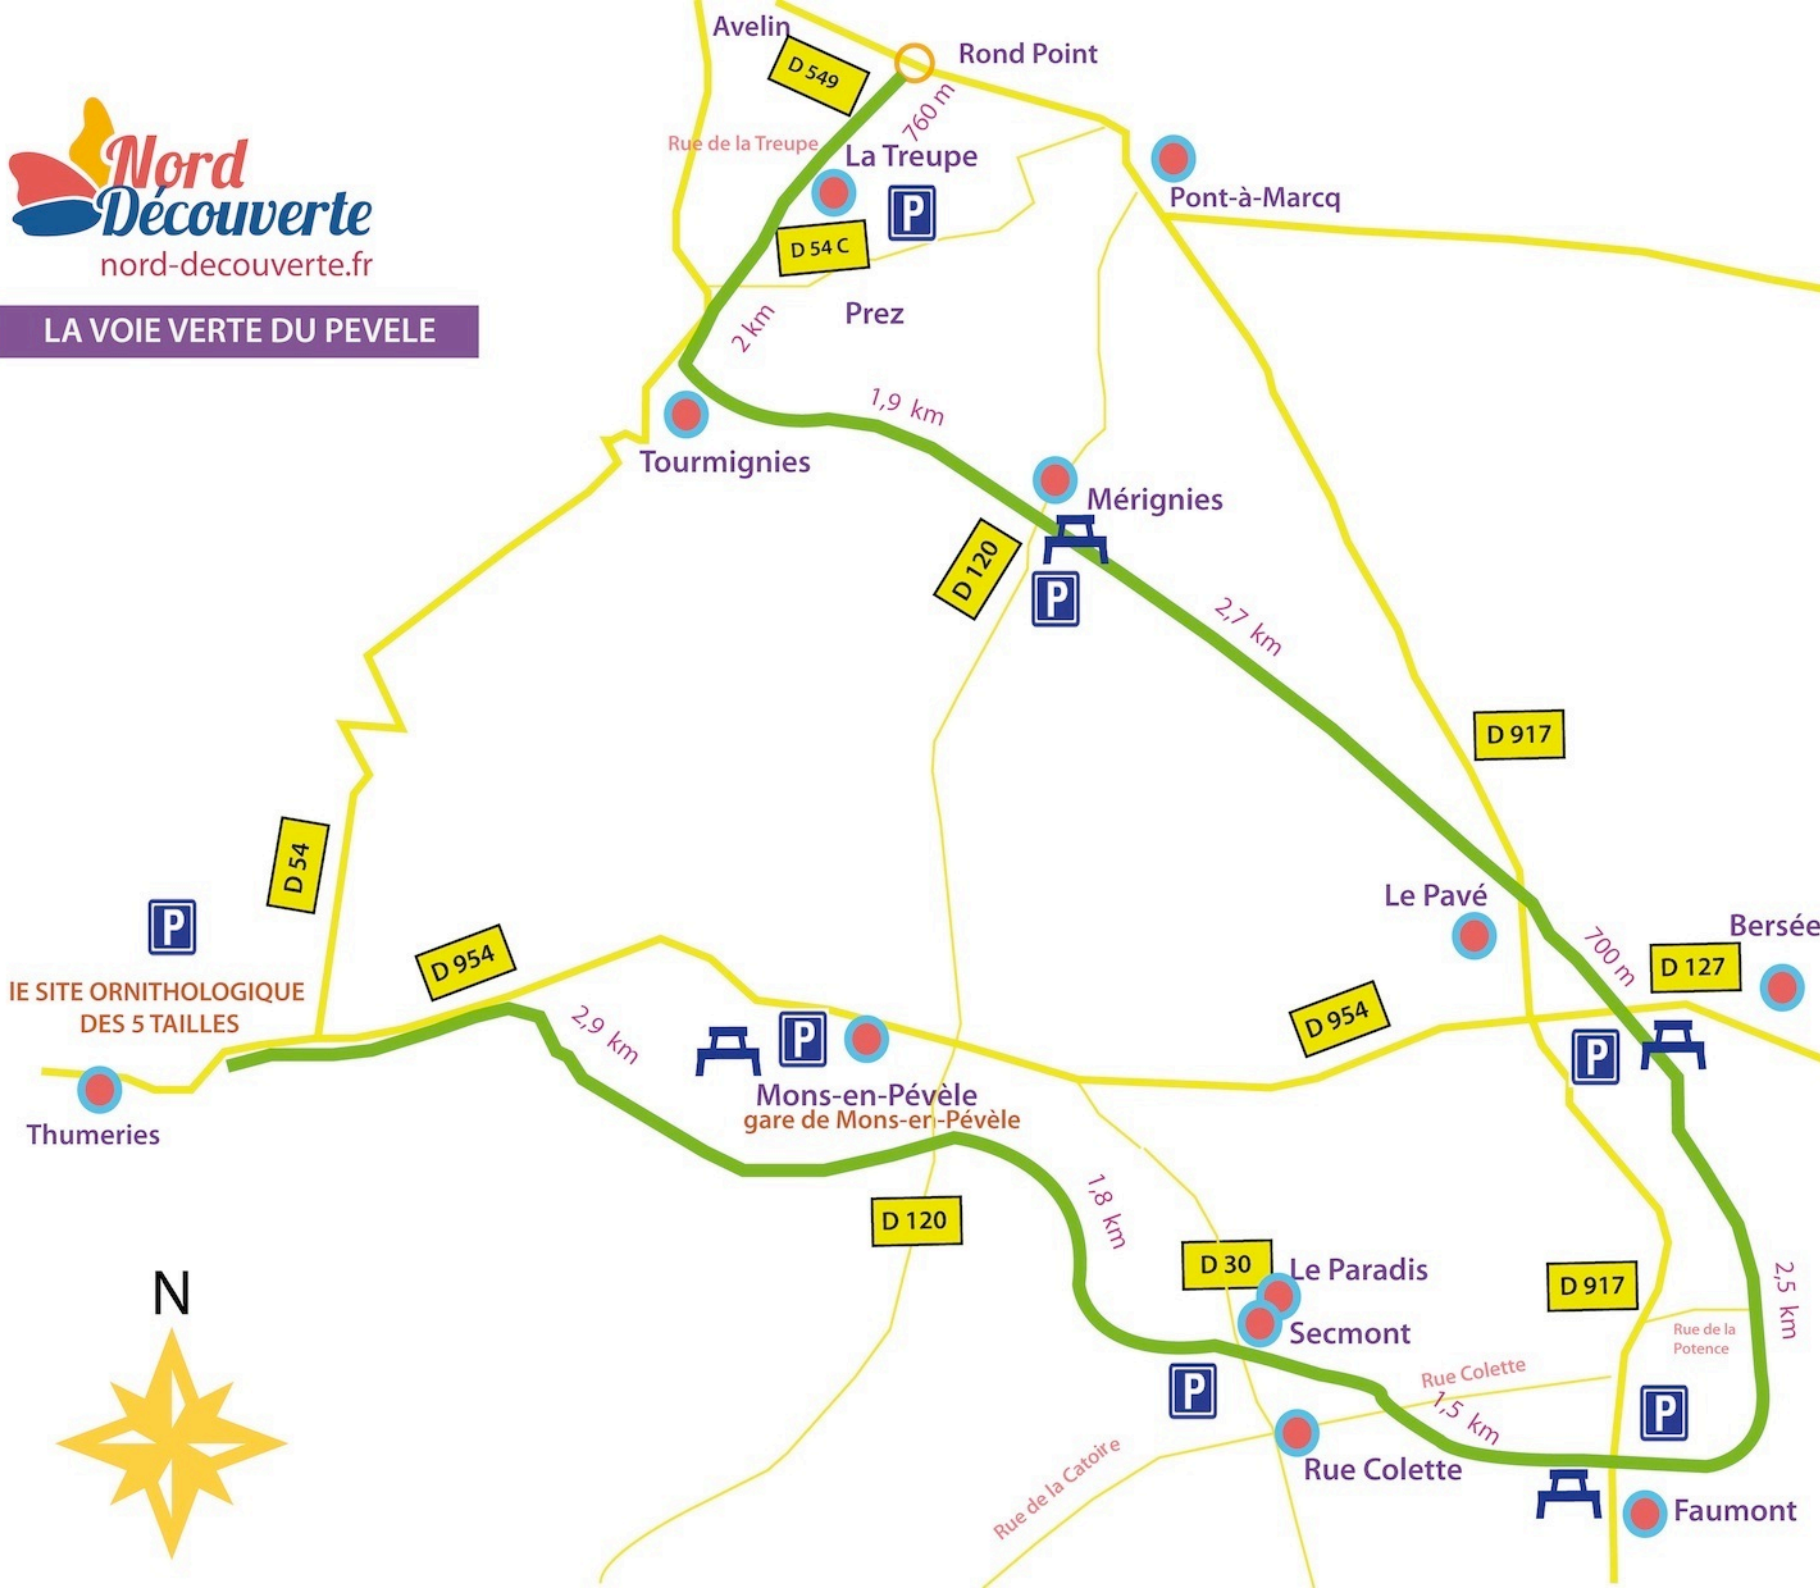 Avelin
Rond Point
D 549
760 m
Nord
Découverte
nord-decouverte.fr
LA VOIE VERTE DU PEVELE
Rue de la Treupe
La Treupe
P
Pont-à-Marcq
D 54 C
Prez
2 km
1,9 km
Tourmignies
Mérignies
D 120
P
2,7 km
D 917
D 54
Le Pavé
P
Bersée
700 m
D 127
D 954
lE SITE ORNITHOLOGIQUE
DES 5 TAILLES
2,9 km
P
D 954
P
Mons-en-Pévèle
gare de Mons-en-Pévèle
Thumeries
1,8 km
D 120
D 30
Le Paradis
Secmont
D 917
2,5 km
Rue de la
Potence
N
P
Rue Colette
1,5 km
P
Rue de la Catoire
Rue Colette
Faumont